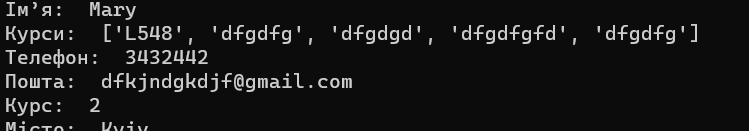 Ім’я:  Mary
Курси:  ['L548', 'dfgdfg', 'dfgdgd', 'dfgdfgfd', 'dfgdfg']
Телефон:  3432442
Пошта:  dfkjndgkdjf@gmail.com
Курс:  2
Місто:  Kyiv